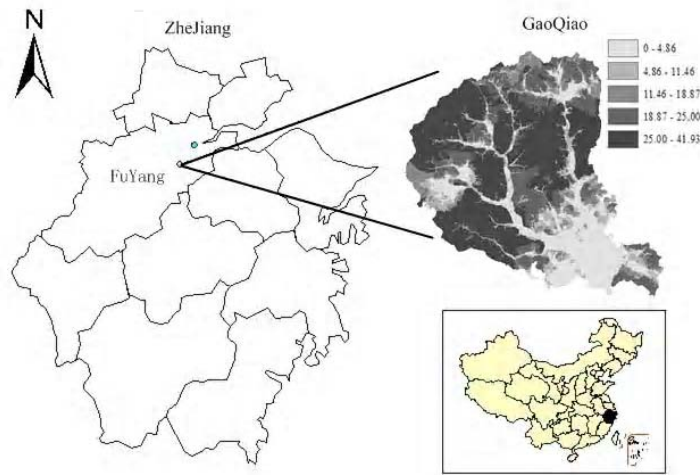 N
ZheJiang
FuYang
GaoQiao
0 - 4.86
4.86 - 11.46
11.46 - 18.87
18.87 - 25.00
25.00 - 41.93